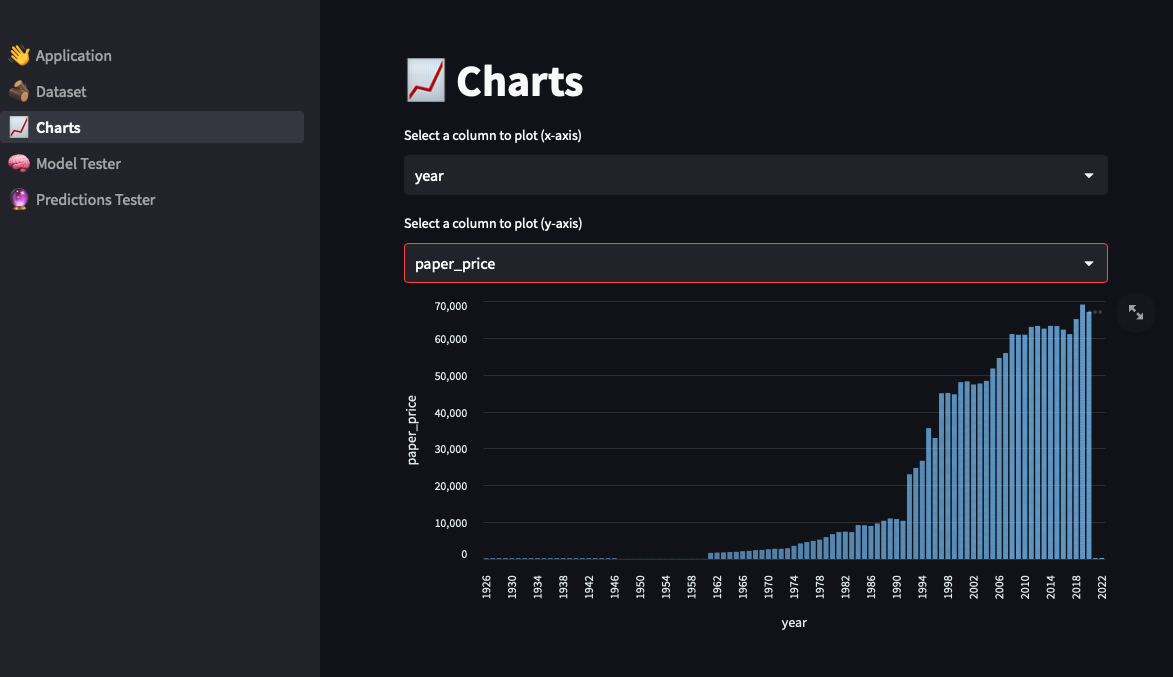 Application
Dataset
Charts
Model Tester
Predictions Tester
Charts
Select a column to plot (x-axis)
year
Select a column to plot (y-axis)
paper_price
70,000
60,000
50,000
40,000
30,000
20,000
10,000
0
paper_price
1926 1930 1934 1938 1942 1946 1950 1954 1958 1962 1966 1970 1974 1978 1982 1986 1990 1994 1998 2002 2006 2010 2014 2018 2022
year